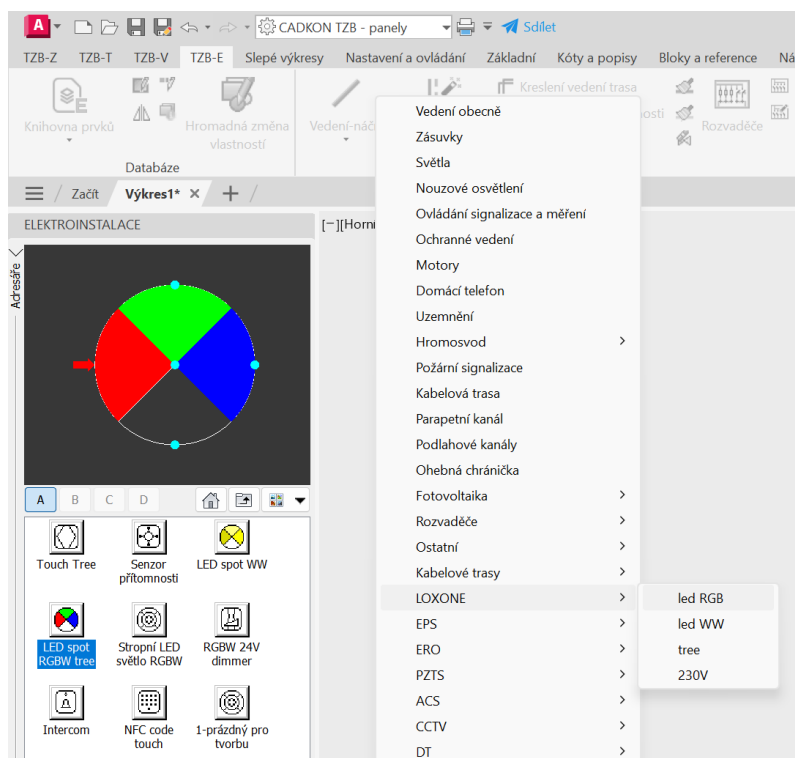 A
CADKON TZB - panely
Sdílet
TZB-Z TZB-T TZB-V TZB-E Slepé výkresy Nastavení a ovládání Základní Kóty a popisy Bloky a reference Ná
E
Knihovna prvků
Hromadná změna
vlastností
Databáze
Vedení-náč
Kreslení vedení trasa
osti
Rozvaděče
Začít Výkres1*
ELEKTROINSTALACE
[−][Horní
Adresáře
A B C D
Touch Tree
Senzor
přítomnosti
LED spot WW
LED spot
RGBW tree
Stropní LED
světlo RGBW
RGBW 24V
dimmer
Intercom
NFC code
touch
1-prázdný pro
tvorbu
Vedení obecně
Zásuvky
Světla
Nouzové osvětlení
Ovládání signalizace a měření
Ochranné vedení
Motory
Domácí telefon
Uzemnění
Hromosvod
Požární signalizace
Kabelová trasa
Parapetní kanál
Podlahové kanály
Ohebná chránička
Fotovoltaika
Rozvaděče
Ostatní
Kabelové trasy
LOXONE
EPS
ERO
PZTS
ACS
CCTV
DT
led RGB
led WW
tree
230V